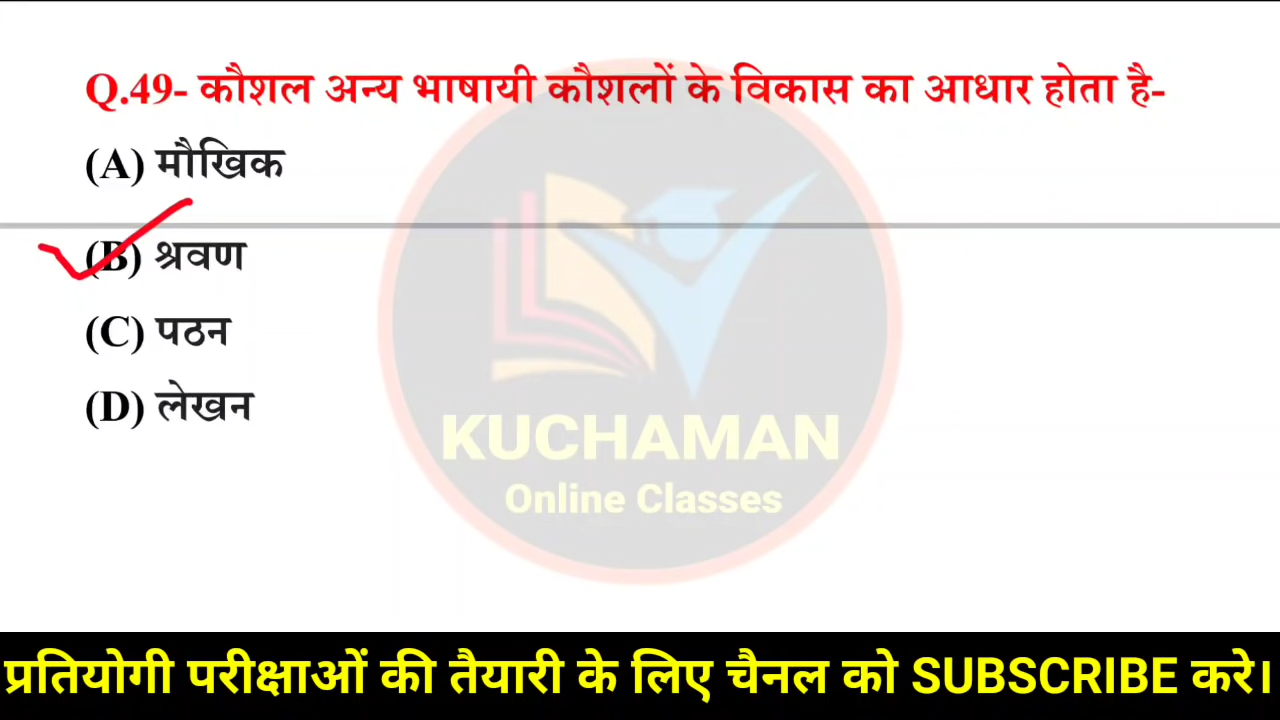 Q.49- कौशल अन्य भाषायी कौशलों के विकास का आधार होता है-
(A) मौखिक
(B) श्रवण
(C) पठन
(D) लेखन
KUCHAMAN
Online Classes
प्रतियोगी परीक्षाओं की तैयारी के लिए चैनल को SUBSCRIBE करे।